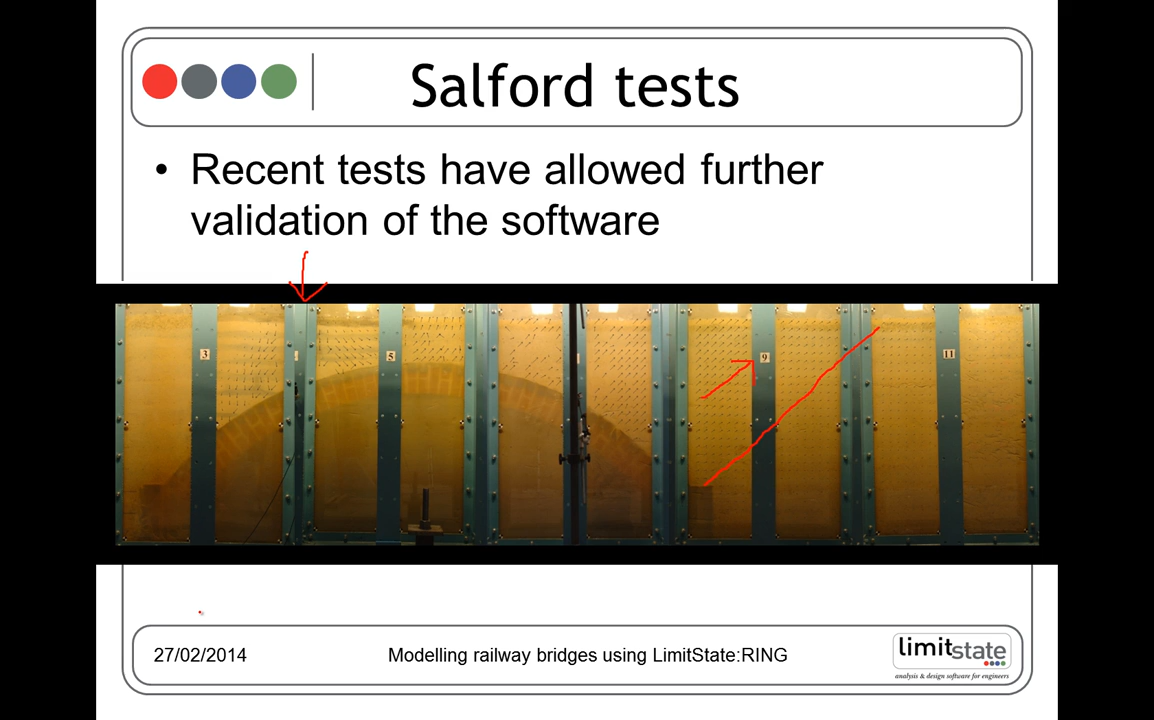 Salford tests
• Recent tests have allowed further
validation of the software
3
5
9
11
27/02/2014
Modelling railway bridges using LimitState:RING
limitstate
analysis & design software for engineers